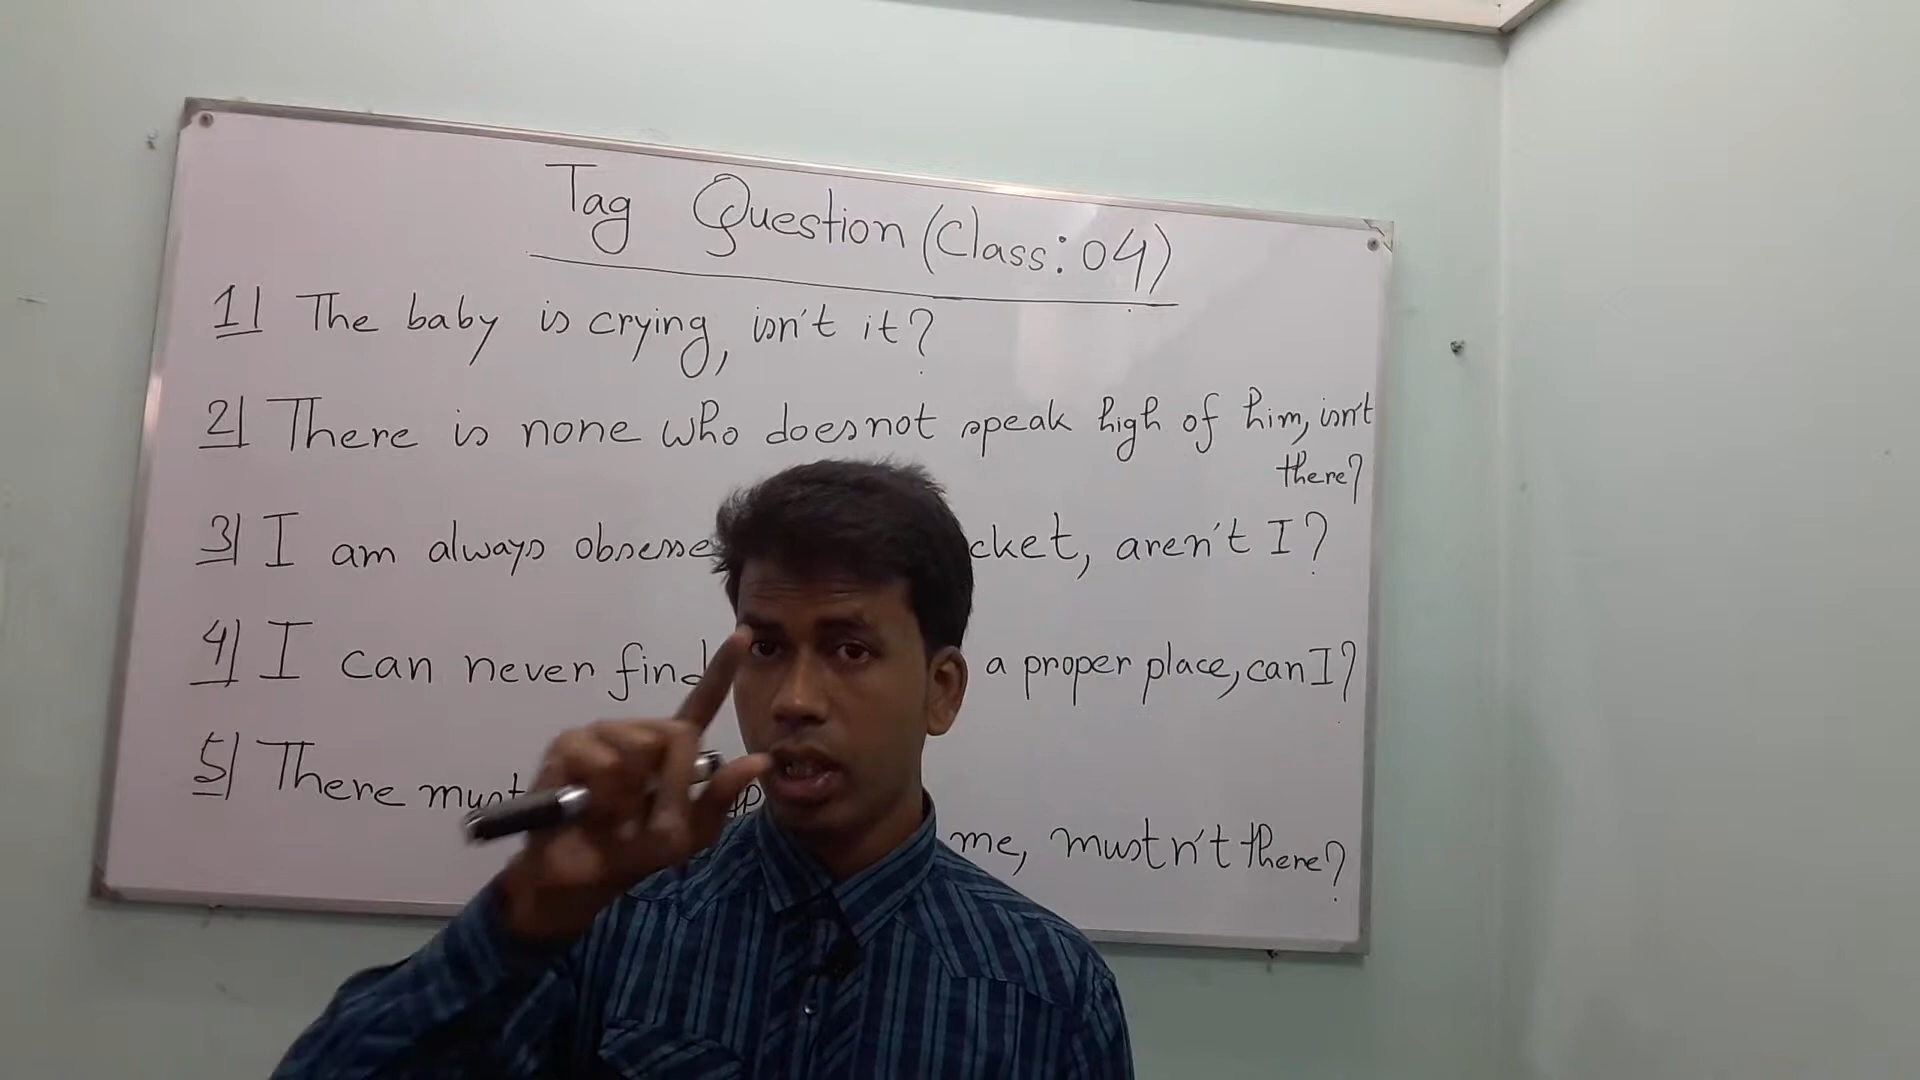 Tag Question (Class: 04)
1| The baby is crying, isn't it?
2| There is none who does not speak high of him, isn't
there?
3| I am always cket, aren't I?
4| I can never find a proper place, can I?
5| There must
me, mustn't there?